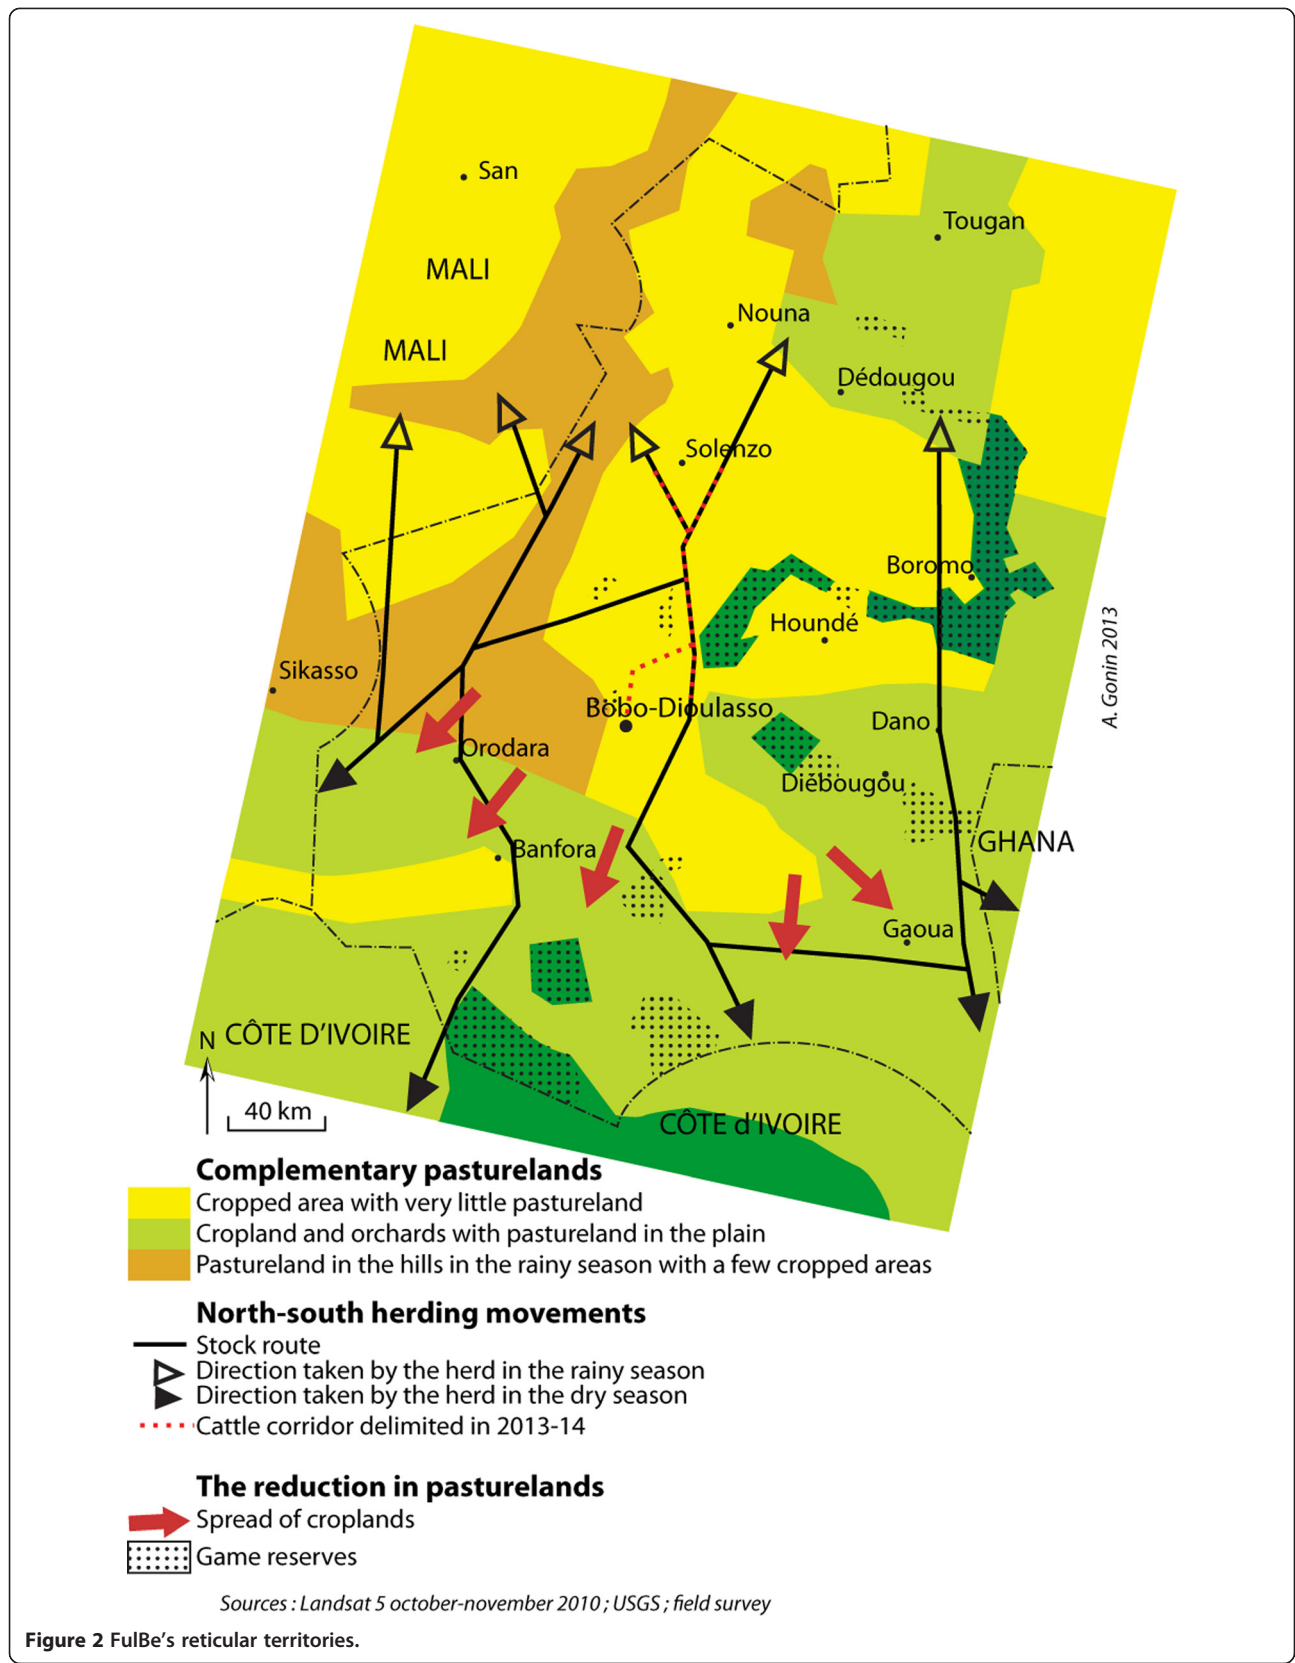 San
Tougan
MALI
Nouna
MALI
Dédougou
Solenzo
Boromo
Houndé
A. Gonin 2013
Sikasso
Bobo-Dioulasso
Dano
Orodara
Diébougou
GHANA
Banfora
Gaoua
N
CÔTE D'IVOIRE
40 km
CÔTE d'IVOIRE
Complementary pasturelands
Cropped area with very little pastureland
Cropland and orchards with pastureland in the plain
Pastureland in the hills in the rainy season with a few cropped areas
North-south herding movements
Stock route
Direction taken by the herd in the rainy season
Direction taken by the herd in the dry season
Cattle corridor delimited in 2013-14
The reduction in pasturelands
Spread of croplands
Game reserves
Sources : Landsat 5 october-november 2010 ; USGS ; field survey
Figure 2 FulBe's reticular territories.